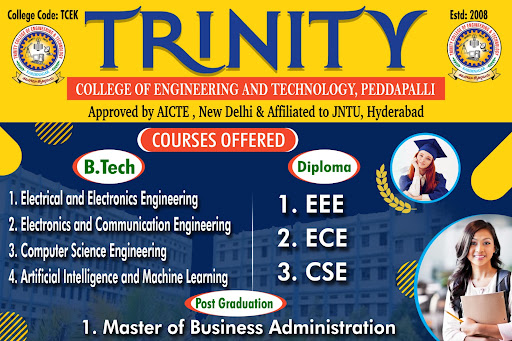 College Code: TCEK
Estd: 2008
TRINITY
COLLEGE OF ENGINEERING AND TECHNOLOGY, PEDDAPALLI
Approved by AICTE , New Delhi & Affiliated to JNTU, Hyderabad
COURSES OFFERED
B.Tech
1. Electrical and Electronics Engineering
2. Electronics and Communication Engineering
3. Computer Science Engineering
4. Artificial Intelligence and Machine Learning
Diploma
1. EEE
2. ECE
3. CSE
Post Graduation
1. Master of Business Administration